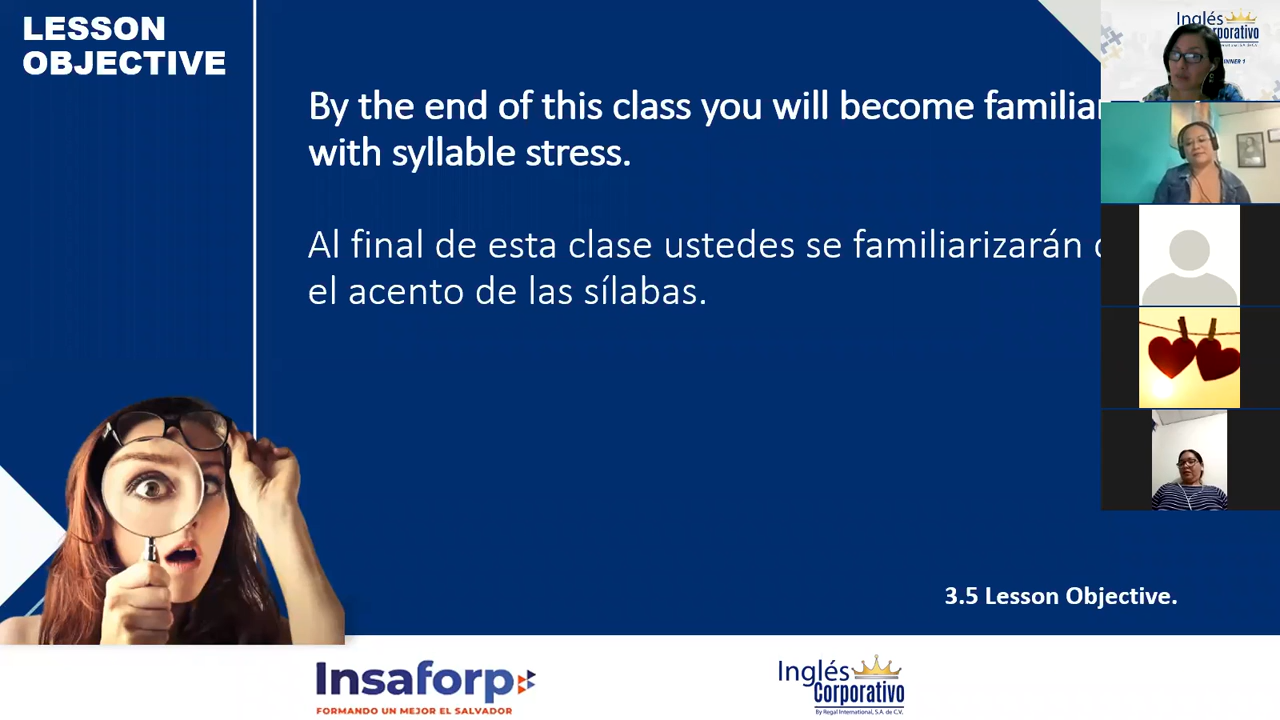 LESSON
OBJECTIVE
By the end of this class you will become familiar
with syllable stress.
Al final de esta clase ustedes se familiarizarán
el acento de las sílabas.
3.5 Lesson Objective.
Insaforp
FORMANDO UN MEJOR EL SALVADOR
Inglés
Corporativo
By Regal International, S.A. de C.V.
Inglés